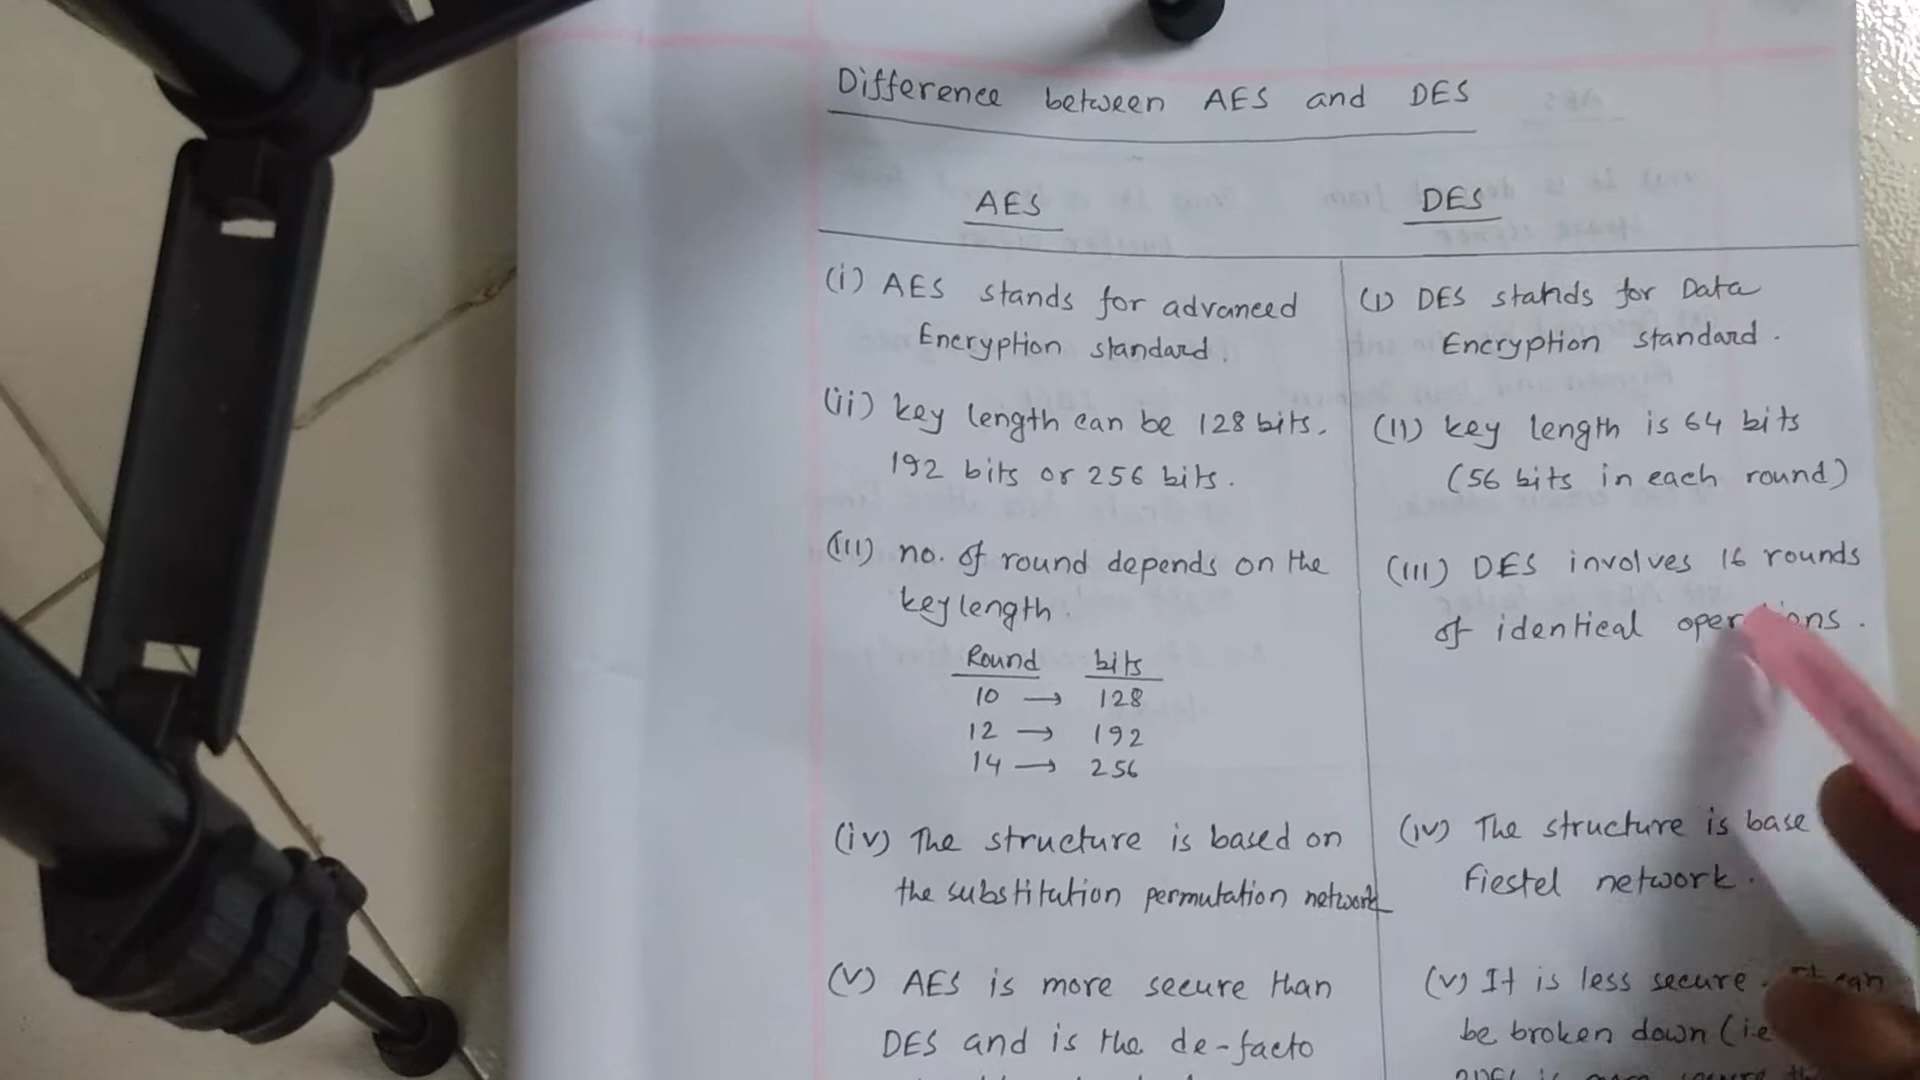 Difference between AES and DES
AES
DES
(i) AES stands for advanced
Encryption standard.
(ii) key length can be 128 bits.
192 bits or 256 bits.
(iii) no. of round depends on the
key length.
Round bits
10 → 128
12 → 192
14 → 256
(iv) The structure is based on
the substitution permutation network
(v) AES is more secure than
DES and is the de-facto
(i) DES stands for Data
Encryption standard.
(ii) key length is 64 bits
(56 bits in each round)
(iii) DES involves 16 rounds
of identical oper ons.
(iv) The structure is base
Fiestel network.
(v) It is less secure. can
be broken down (i.e